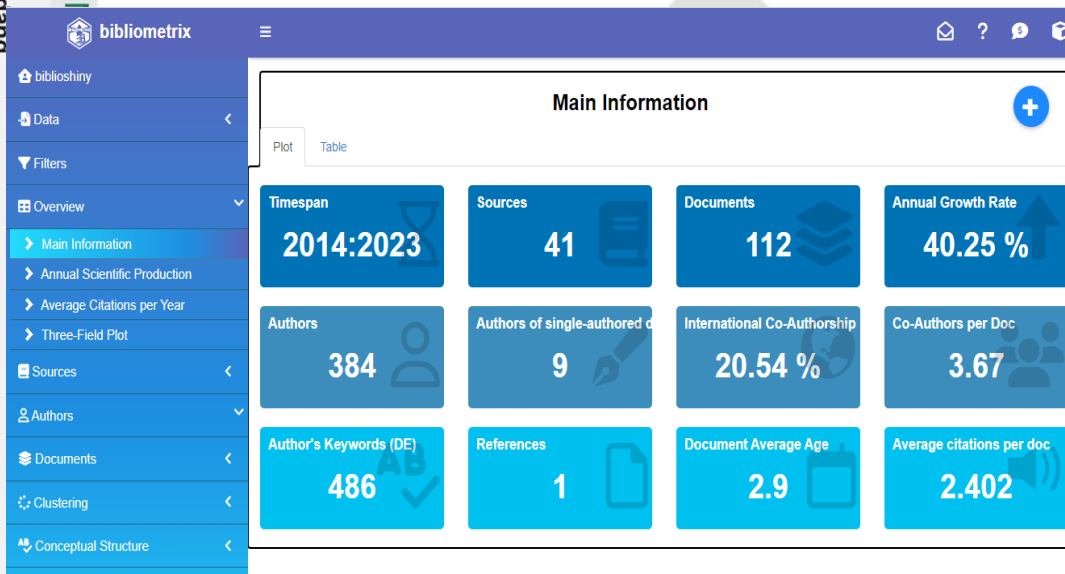 bibliometrix
biblioshiny
Data
Filters
Overview
Main Information
Annual Scientific Production
Average Citations per Year
Three-Field Plot
Sources
Authors
Documents
Clustering
Conceptual Structure
Main Information
Plot Table
Timespan
2014:2023
Sources
41
Documents
112
Annual Growth Rate
40.25 %
Authors
384
Authors of single-authored d
9
International Co-Authorship
20.54 %
Co-Authors per Doc
3.67
Author's Keywords (DE)
486
References
1
Document Average Age
2.9
Average citations per doc
2.402